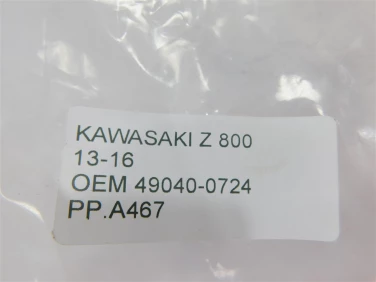 KAWASAKI Z 800
13-16
OEM 49040-0724
PP.A467